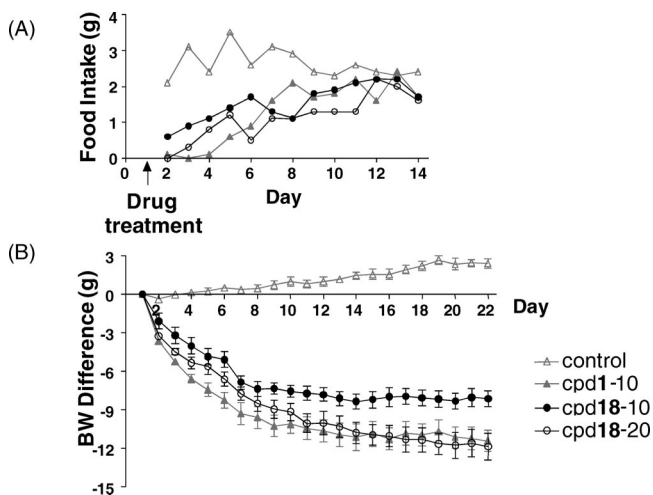 (A)
Food Intake (g)
4
3
2
1
0
0 2 4 6 8 10 12 14
Day
Drug
treatment
(B)
BW Difference (g)
3
0
-3
-6
-9
-12
-15
2 4 6 8 10 12 14 16 18 20 22
Day
control
cpd1-10
cpd18-10
cpd18-20